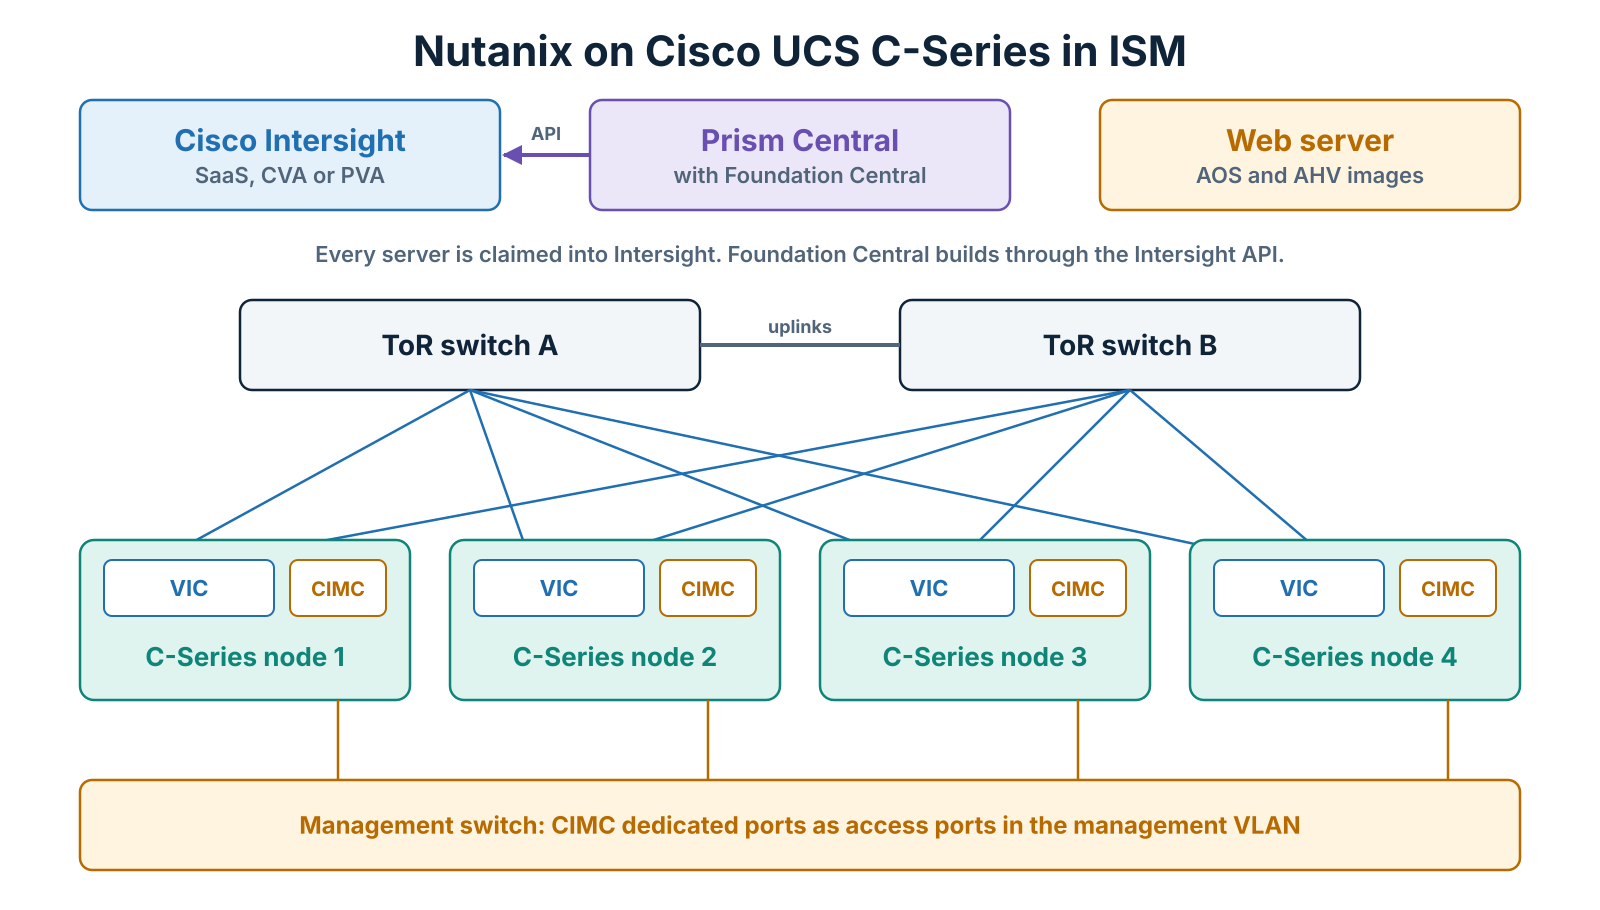 Nutanix on Cisco UCS C-Series in ISM
Cisco Intersight
SaaS, CVA or PVA
API
Prism Central
with Foundation Central
Web server
AOS and AHV images
Every server is claimed into Intersight. Foundation Central builds through the Intersight API.
ToR switch A
uplinks
ToR switch B
VIC
CIMC
C-Series node 1
VIC
CIMC
C-Series node 2
VIC
CIMC
C-Series node 3
VIC
CIMC
C-Series node 4
Management switch: CIMC dedicated ports as access ports in the management VLAN